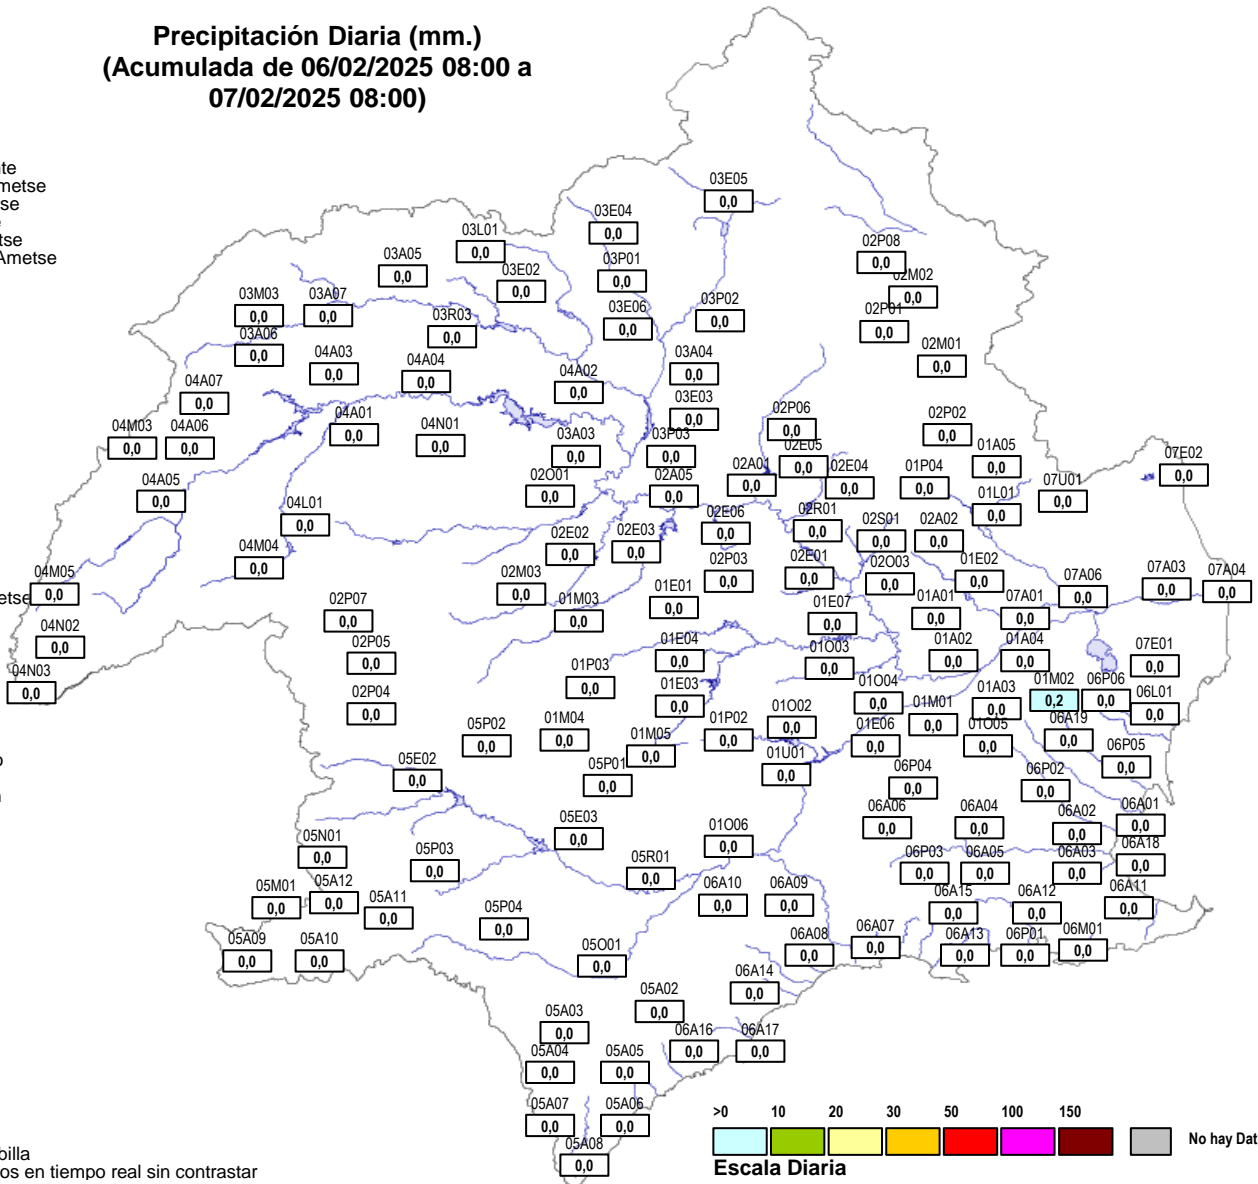 Precipitación Diaria (mm.)
(Acumulada de 06/02/2025 08:00 a
07/02/2025 08:00)
03E05
0,0
03E04
0,0
03L01
0,0
03A05
0,0
03P01
0,0
03E02
0,0
02P08
0,0
02M02
0,0
03M03
0,0
03A07
0,0
03R03
0,0
03E06
0,0
03P02
0,0
02P01
0,0
03A06
0,0
04A03
0,0
04A04
0,0
04A02
0,0
03A04
0,0
02M01
0,0
04A07
0,0
03E03
0,0
04M03
0,0
04A06
0,0
04A01
0,0
04N01
0,0
03A03
0,0
03P03
0,0
02P06
0,0
02P02
0,0
02E05
0,0
01A05
0,0
07E02
0,0
04A05
0,0
02O01
0,0
02A05
0,0
02A01
0,0
02E04
0,0
01P04
0,0
01L01
0,0
07U01
0,0
04L01
0,0
02E06
0,0
02R01
0,0
02S01
0,0
02A02
0,0
04M04
0,0
02E02
0,0
02E03
0,0
04M05
0,0
02M03
0,0
02P03
0,0
02E01
0,0
02O03
0,0
01E02
0,0
07A06
0,0
07A03
0,0
07A04
0,0
02P07
0,0
01M03
0,0
01E01
0,0
01E07
0,0
01A01
0,0
07A01
0,0
04N02
0,0
02P05
0,0
01E04
0,0
01O03
0,0
01A02
0,0
01A04
0,0
07E01
0,0
04N03
0,0
02P04
0,0
01P03
0,0
01E03
0,0
01O04
0,0
01A03
0,0
01M02
0,2
06P06
0,0
06L01
0,0
05P02
0,0
01M04
0,0
01M05
0,0
01P02
0,0
01O02
0,0
01E06
0,0
01M01
0,0
01O05
0,0
06A19
0,0
05E02
0,0
05P01
0,0
01U01
0,0
06P04
0,0
06P02
0,0
06P05
0,0
05E03
0,0
01O06
0,0
06A06
0,0
06A04
0,0
06A02
0,0
06A01
0,0
05N01
0,0
05P03
0,0
05R01
0,0
06P03
0,0
06A05
0,0
06A03
0,0
06A18
0,0
05M01
0,0
05A12
0,0
05A11
0,0
05P04
0,0
06A10
0,0
06A09
0,0
06A15
0,0
06A12
0,0
06A11
0,0
05A09
0,0
05A10
0,0
05O01
0,0
06A08
0,0
06A07
0,0
06A13
0,0
06P01
0,0
06M01
0,0
06A14
0,0
05A02
0,0
05A03
0,0
06A16
0,0
06A17
0,0
05A04
0,0
05A05
0,0
05A07
0,0
05A06
0,0
05A08
0,0
>0 10 20 30 50 100 150
No hay Dat
Escala Diaria
os en tiempo real sin contrastar